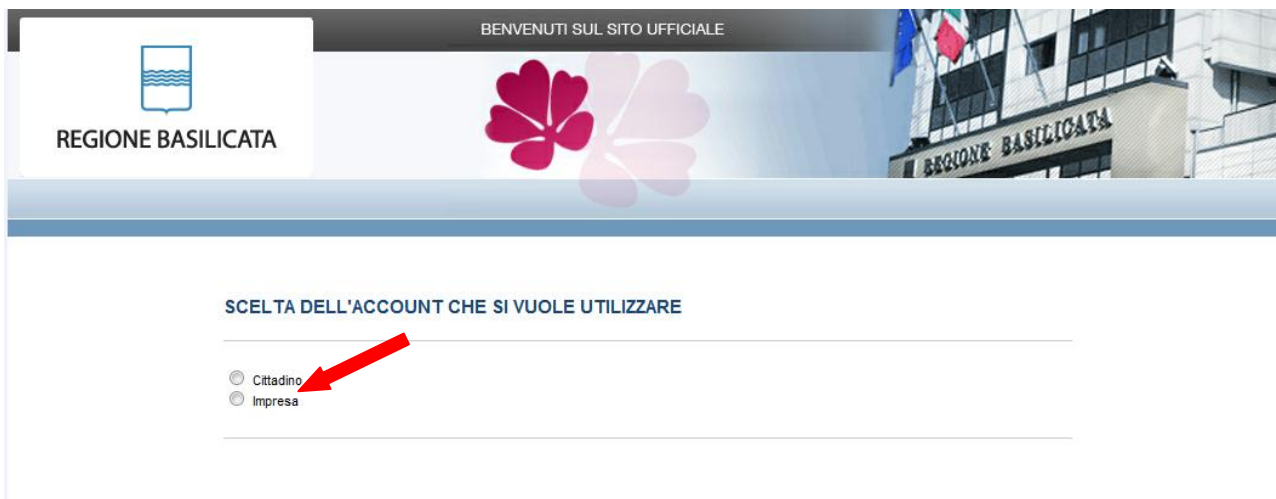 BENVENUTI SUL SITO UFFICIALE
REGIONE BASILICATA
REGIONE BASILICATA
SCELTA DELL'ACCOUNT CHE SI VUOLE UTILIZZARE
Cittadino
Impresa